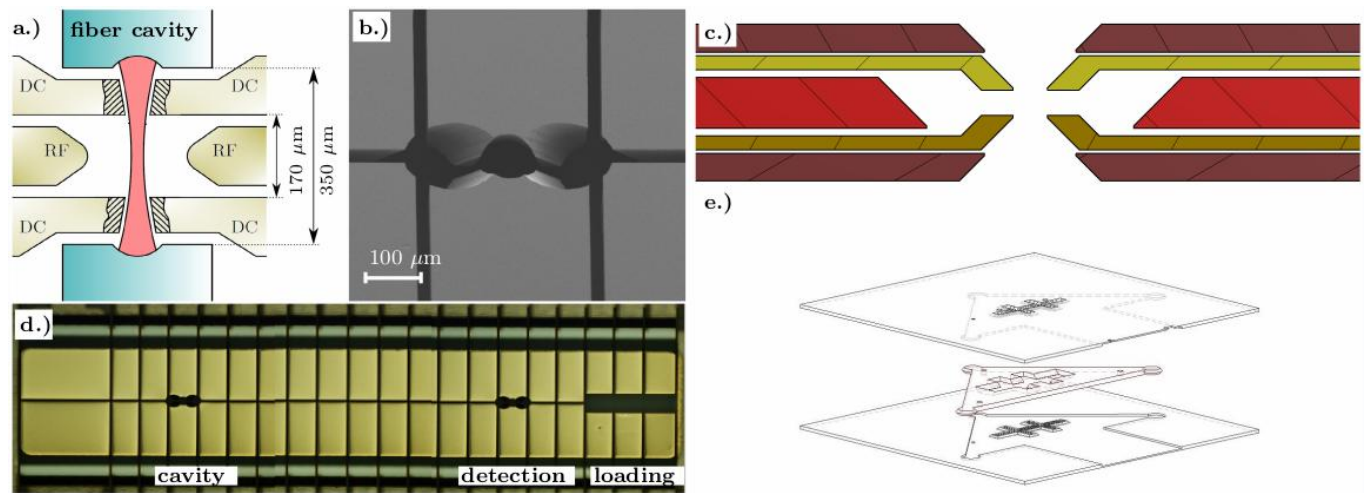 a.)
fiber cavity
DC
DC
RF
RF
DC
DC
170 µm
350 µm
b.)
100 µm
c.)
d.)
cavity
detection
loading
e.)